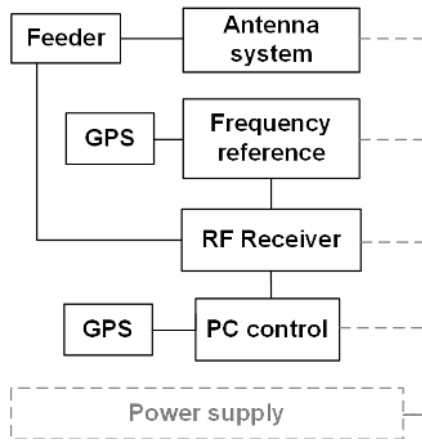 Feeder
Antenna
system
GPS
Frequency
reference
RF Receiver
GPS
PC control
Power supply